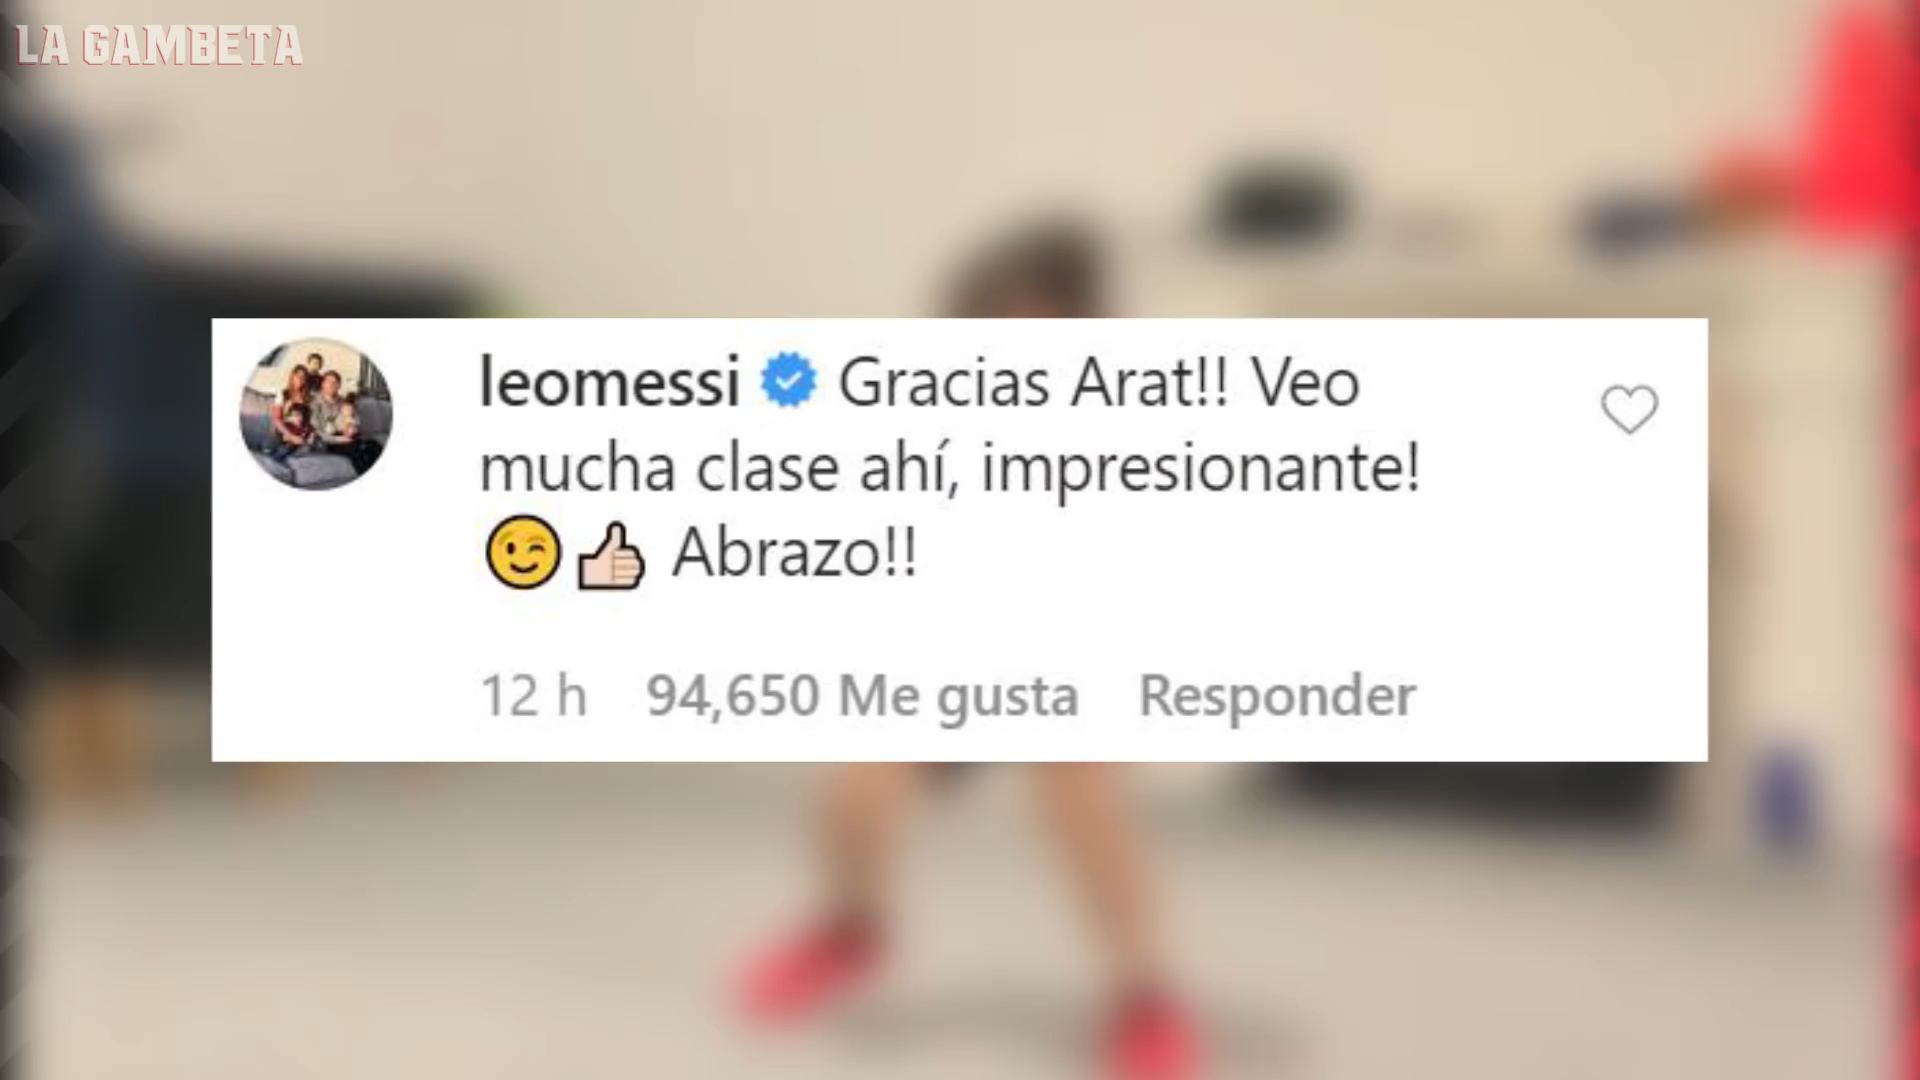 LA GAMBETA
leomessi Gracias Arat!! Veo
mucha clase ahí, impresionante!
😉👍🏻 Abrazo!!
12 h 94,650 Me gusta Responder